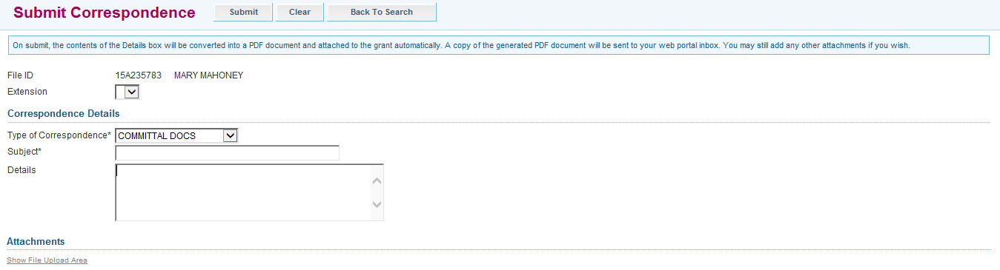 Submit Correspondence Submit Clear Back To Search
On submit, the contents of the Details box will be converted into a PDF document and attached to the grant automatically. A copy of the generated PDF document will be sent to your web portal inbox. You may still add any other attachments if you wish.
File ID 15A235783 MARY MAHONEY
Extension
Correspondence Details
Type of Correspondence* COMMITTAL DOCS
Subject*
Details
Attachments
Show File Upload Area